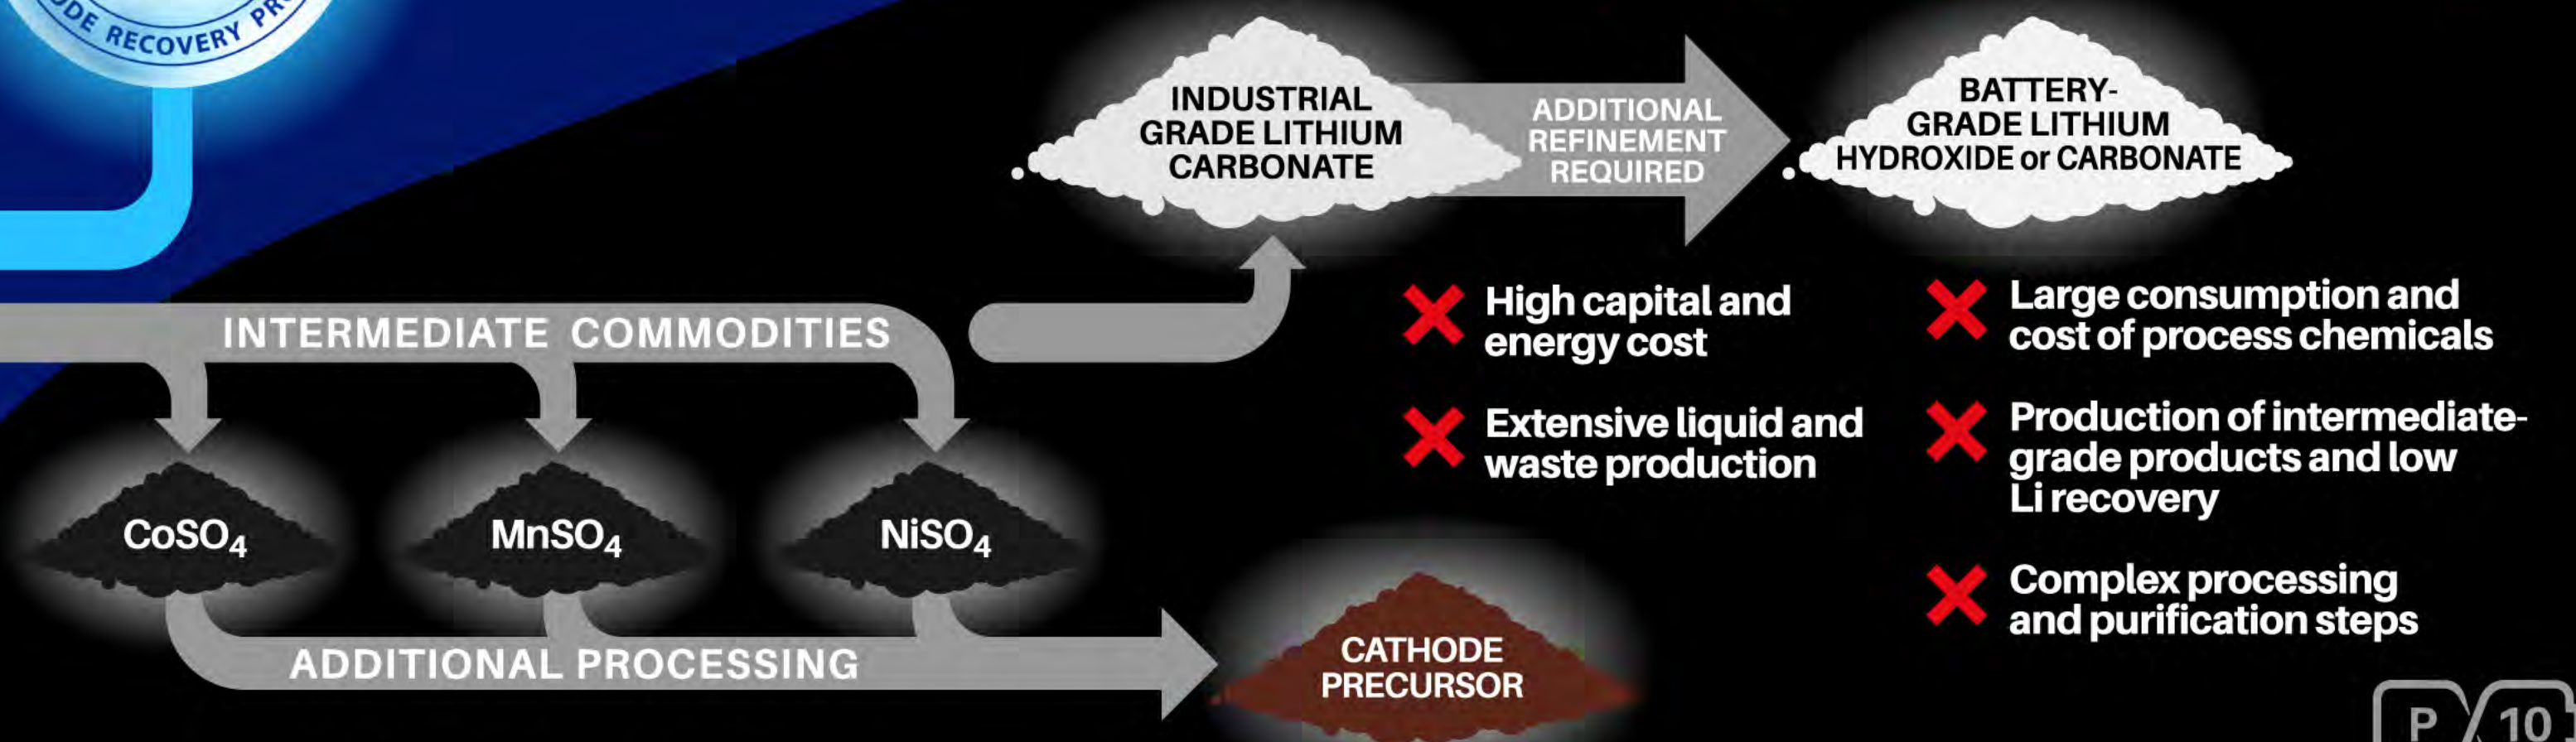 RECOVERY
INDUSTRIAL
GRADE LITHIUM
CARBONATE
ADDITIONAL
REFINEMENT
REQUIRED
BATTERY-
GRADE LITHIUM
HYDROXIDE or CARBONATE
INTERMEDIATE COMMODITIES
High capital and
energy cost
Extensive liquid and
waste production
Large consumption and
cost of process chemicals
Production of intermediate-
grade products and low
Li recovery
Complex processing
and purification steps
CoSO₄
MnSO₄
NiSO₄
ADDITIONAL PROCESSING
CATHODE
PRECURSOR
P 10